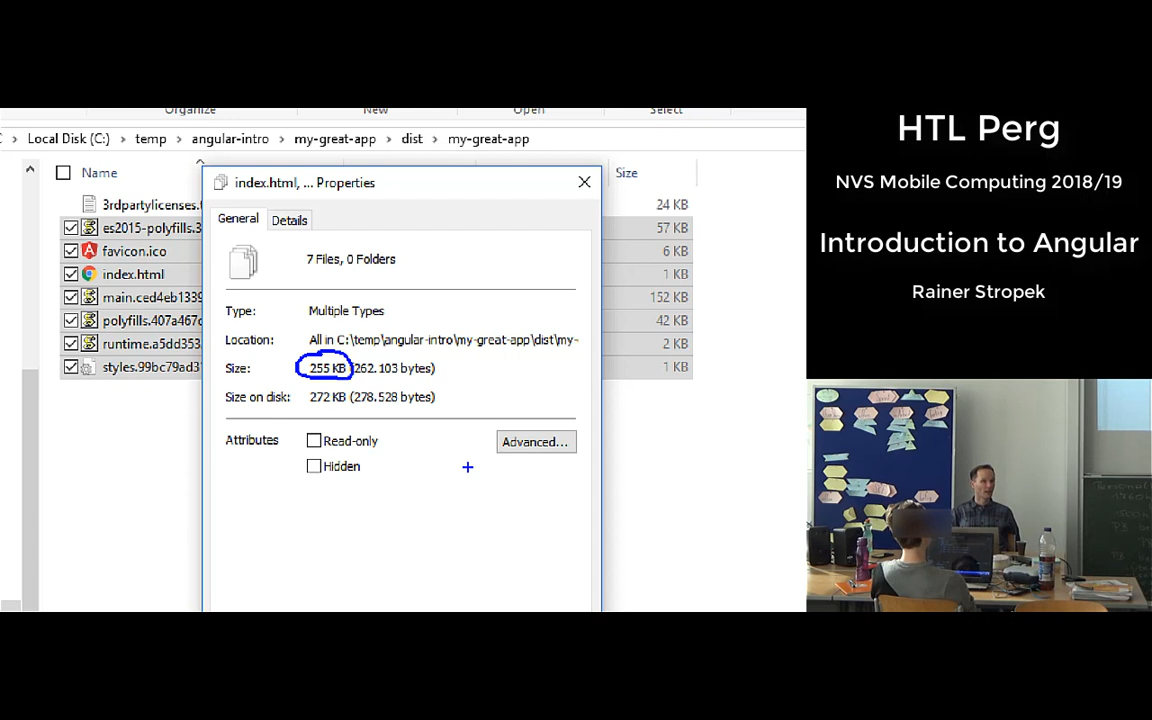 Organize
New
Open
Select
Local Disk (C:) > temp > angular-intro > my-great-app > dist > my-great-app
Name
Size
3rdpartylicenses.
24 KB
es2015-polyfills.3
57 KB
favicon.ico
6 KB
index.html
1 KB
main.ced4eb1339
152 KB
polyfills.407a467c
42 KB
runtime.a5dd353
2 KB
styles.99bc79ad3
1 KB
index.html, ... Properties
General
Details
7 Files, 0 Folders
Type: Multiple Types
Location: All in C:\temp\angular-intro\my-great-app\dist\my-
Size: 255 KB (262.103 bytes)
Size on disk: 272 KB (278.528 bytes)
Attributes
Read-only
Advanced...
Hidden
HTL Perg
NVS Mobile Computing 2018/19
Introduction to Angular
Rainer Stropek